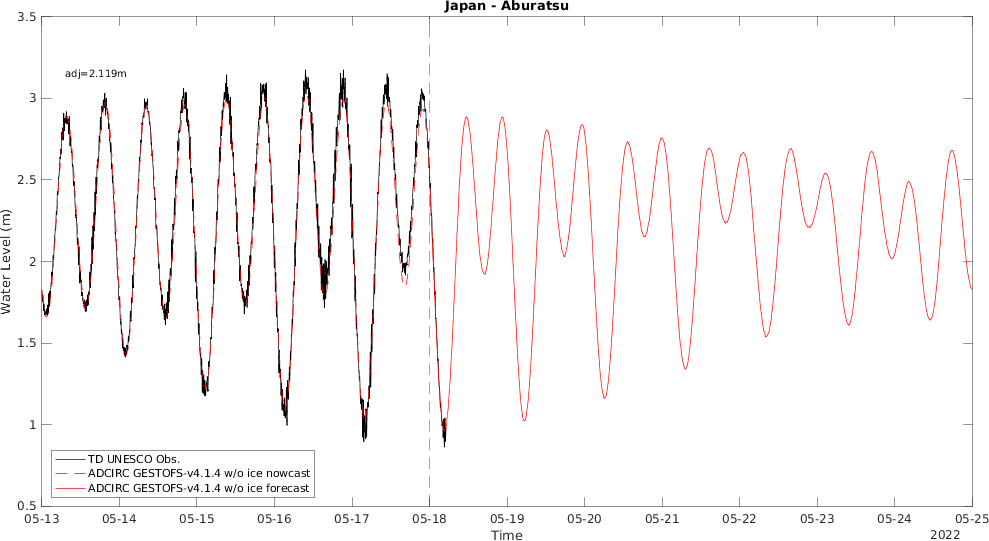 Japan - Aburatsu
3.5
adj=2.119m
3
2.5
2
1.5
1
0.5
Water Level (m)
TD UNESCO Obs.
ADCIRC GESTOFS-v4.1.4 w/o ice nowcast
ADCIRC GESTOFS-v4.1.4 w/o ice forecast
05-13 05-14 05-15 05-16 05-17 05-18 05-19 05-20 05-21 05-22 05-23 05-24 05-25
Time
2022